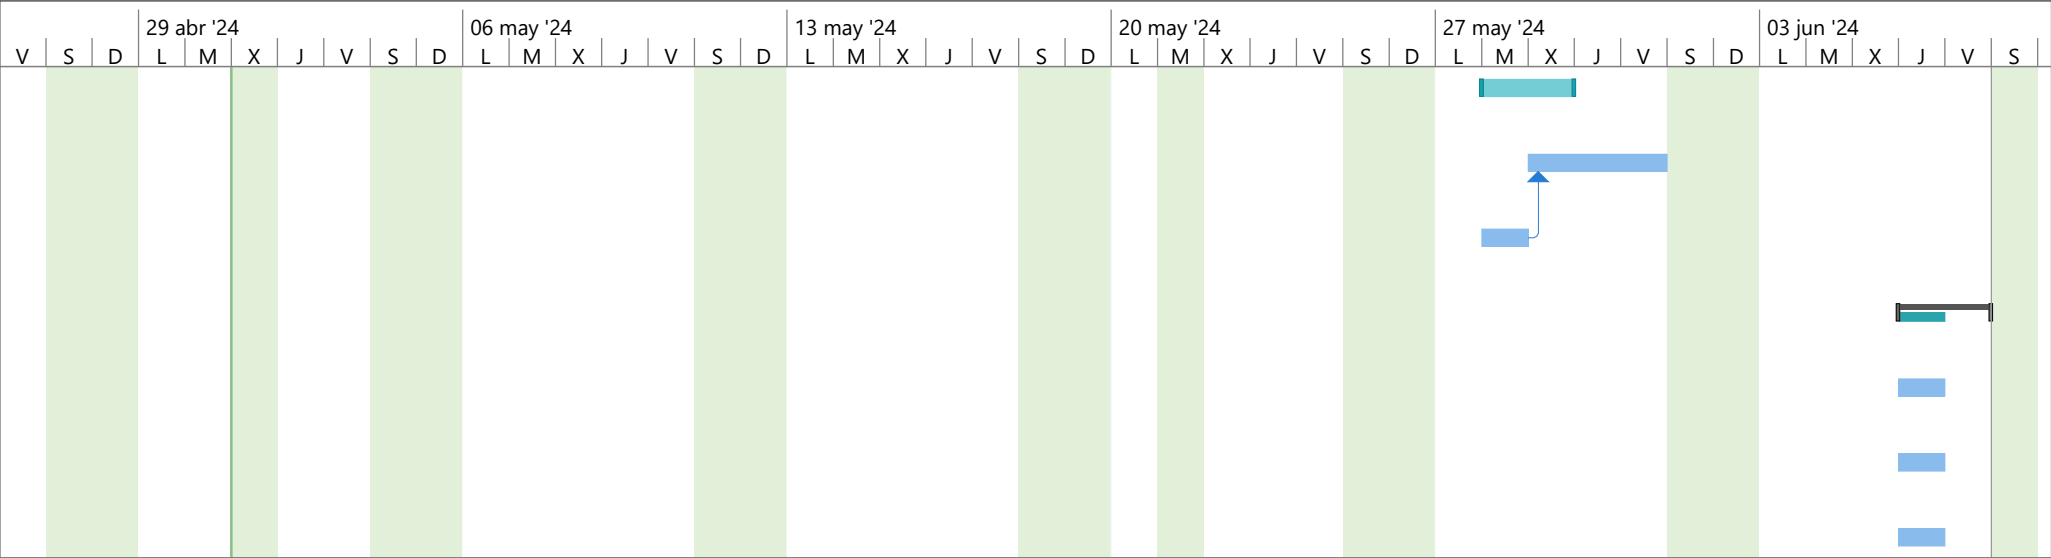 29 abr '24 06 may '24 13 may '24 20 may '24 27 may '24 03 jun '24
V S D L M X J V S D L M X J V S D L M X J V S D L M X J V S D L M X J V S D L M X J V S